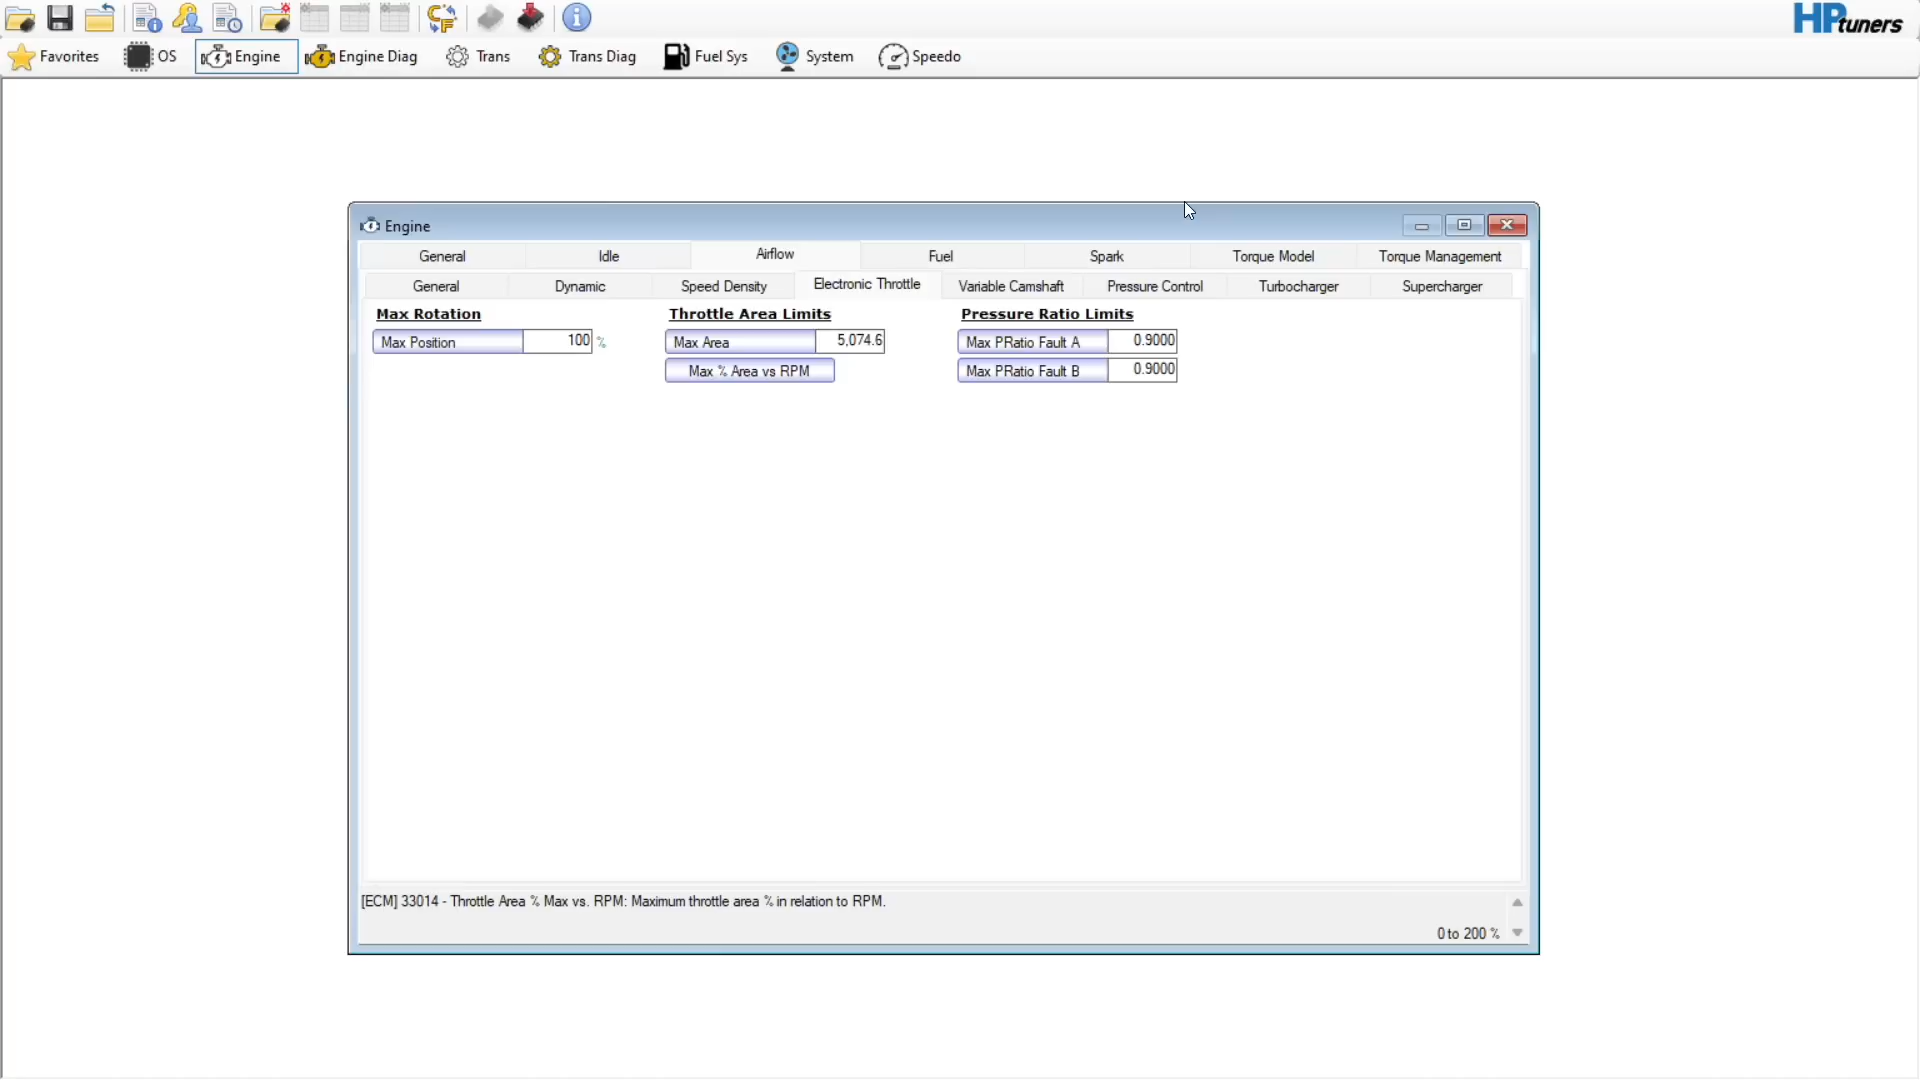 HPtuners
Favorites OS Engine Engine Diag Trans Trans Diag Fuel Sys System Speedo
Engine
General Idle Airflow Fuel Spark Torque Model Torque Management
General Dynamic Speed Density Electronic Throttle Variable Camshaft Pressure Control Turbocharger Supercharger
Max Rotation Throttle Area Limits Pressure Ratio Limits
Max Position 100 % Max Area 5,074.6 Max PRatio Fault A 0.9000
Max % Area vs RPM Max PRatio Fault B 0.9000
[ECM] 33014 - Throttle Area % Max vs. RPM: Maximum throttle area % in relation to RPM.
0 to 200 %